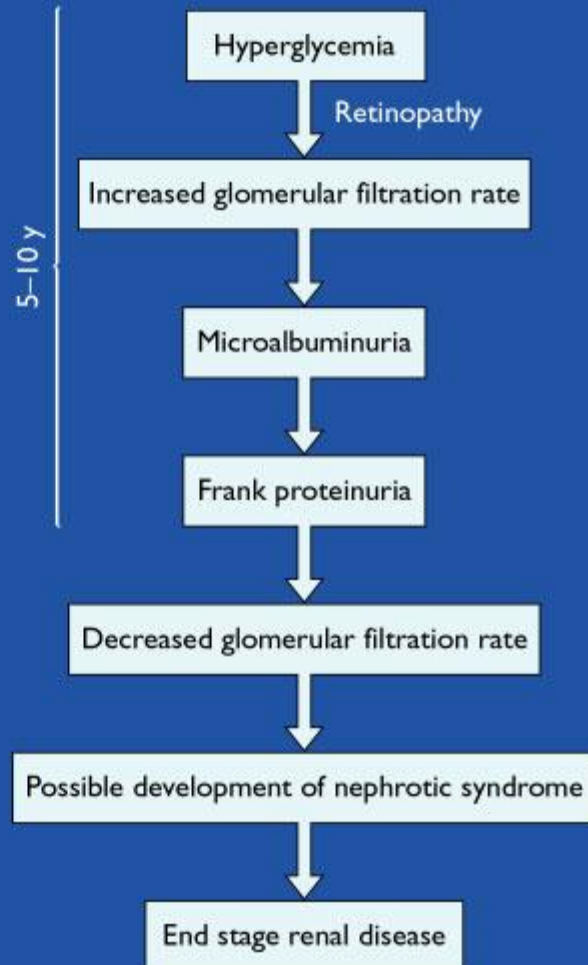 Hyperglycemia
Retinopathy
Increased glomerular filtration rate
5–10 y
Microalbuminuria
Frank proteinuria
Decreased glomerular filtration rate
Possible development of nephrotic syndrome
End stage renal disease